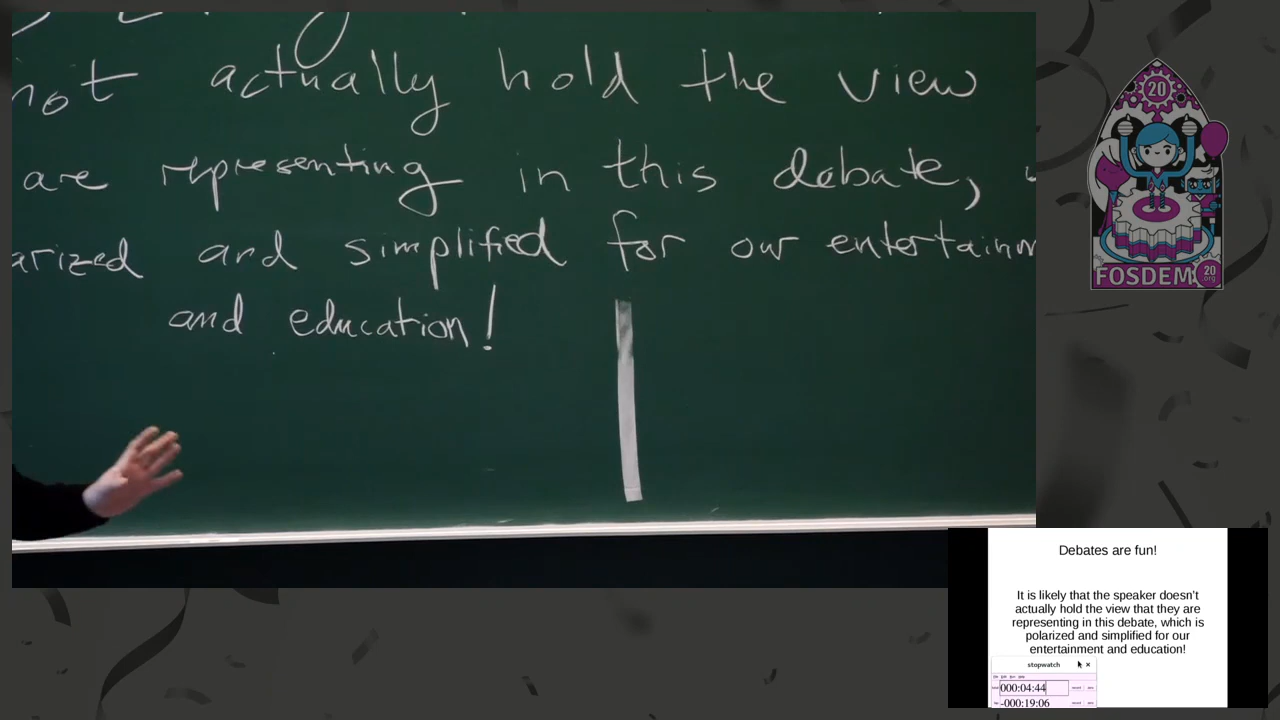 not actually hold the view
are representing in this debate,
arized and simplified for our entertainm
and education!
20
FOSDEM 20
.org
Debates are fun!
It is likely that the speaker doesn't
actually hold the view that they are
representing in this debate, which is
polarized and simplified for our
entertainment and education!
stopwatch
000:04:44
-000:19:06